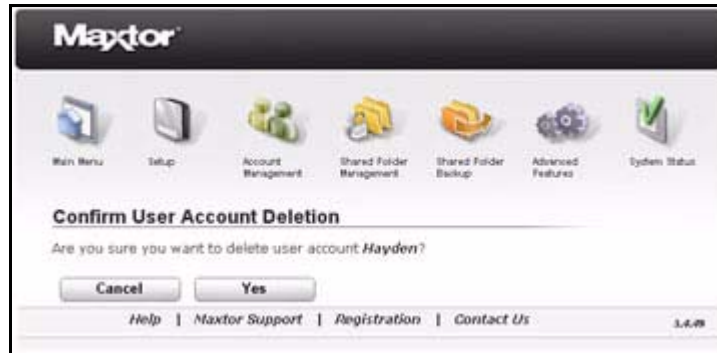 Maxtor
Main Menu
Setup
Account Management
Shared Folder Management
Shared Folder Backup
Advanced Features
System Status
Confirm User Account Deletion
Are you sure you want to delete user account Hayden?
Cancel Yes
Help | Maxtor Support | Registration | Contact Us